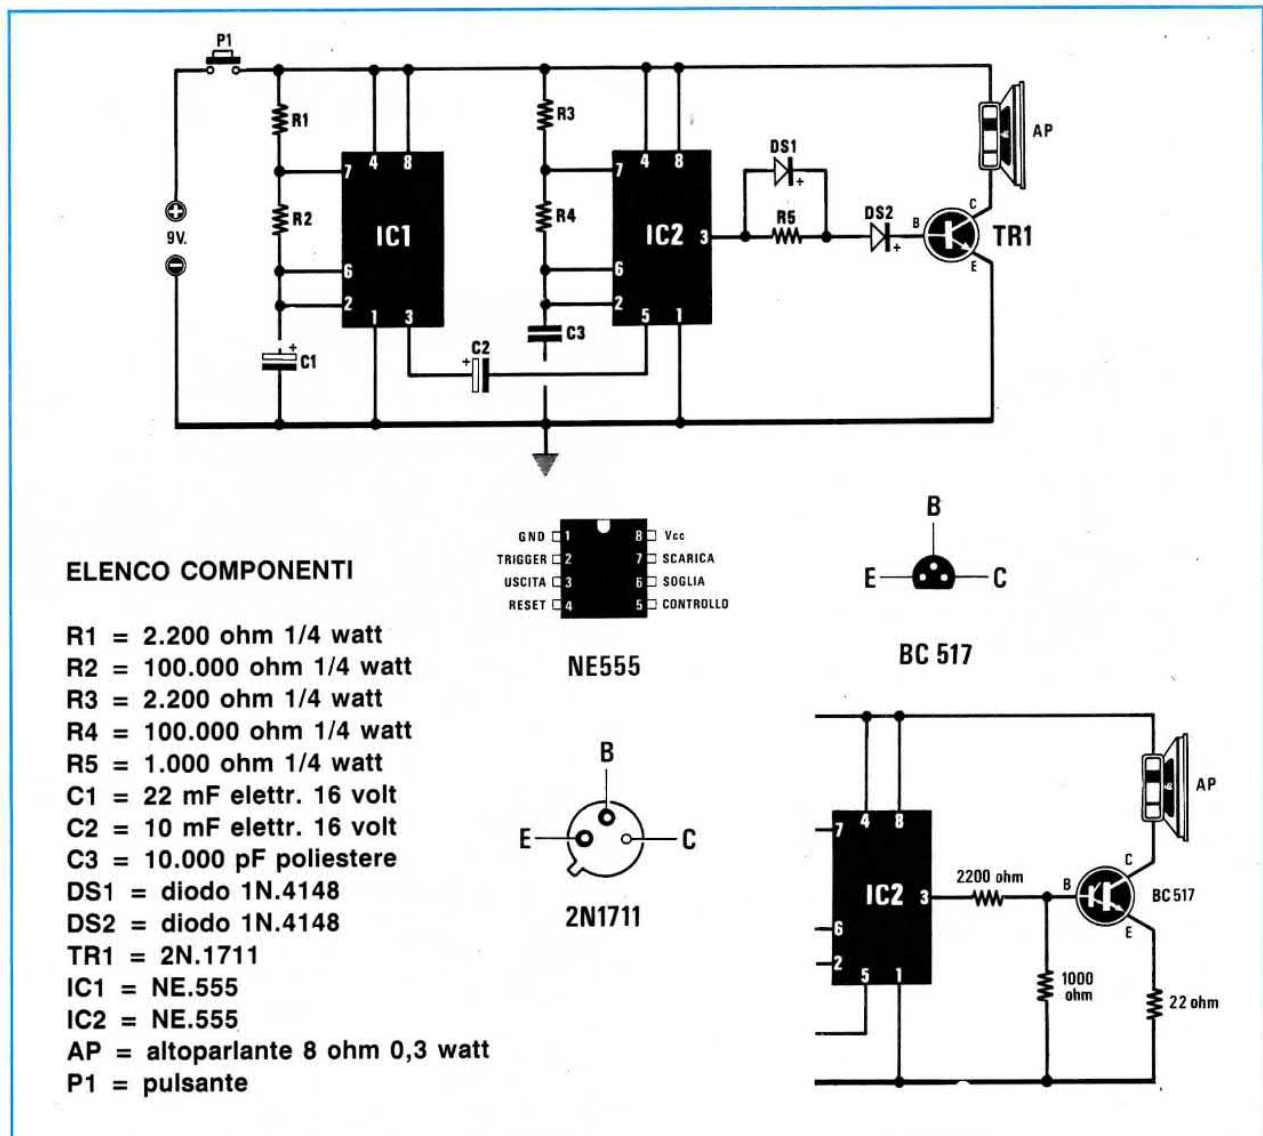 P1
R1
R2
R3
R4
4
8
7
IC1
6
2
1
3
+
C1
9V.
+
C2
C3
4
8
7
IC2
3
6
2
5
1
DS1
+
R5
DS2
+
B
C
E
TR1
AP
GND 1
TRIGGER 2
USCITA 3
RESET 4
8 Vcc
7 SCARICA
6 SOGLIA
5 CONTROLLO
NE555
B
E
C
BC 517
B
E
C
2N1711
ELENCO COMPONENTI
R1 = 2.200 ohm 1/4 watt
R2 = 100.000 ohm 1/4 watt
R3 = 2.200 ohm 1/4 watt
R4 = 100.000 ohm 1/4 watt
R5 = 1.000 ohm 1/4 watt
C1 = 22 mF elettr. 16 volt
C2 = 10 mF elettr. 16 volt
C3 = 10.000 pF poliestere
DS1 = diodo 1N.4148
DS2 = diodo 1N.4148
TR1 = 2N.1711
IC1 = NE.555
IC2 = NE.555
AP = altoparlante 8 ohm 0,3 watt
P1 = pulsante
4
8
7
IC2
3
6
2
5
1
2200 ohm
B
C
E
BC 517
AP
1000
ohm
22 ohm